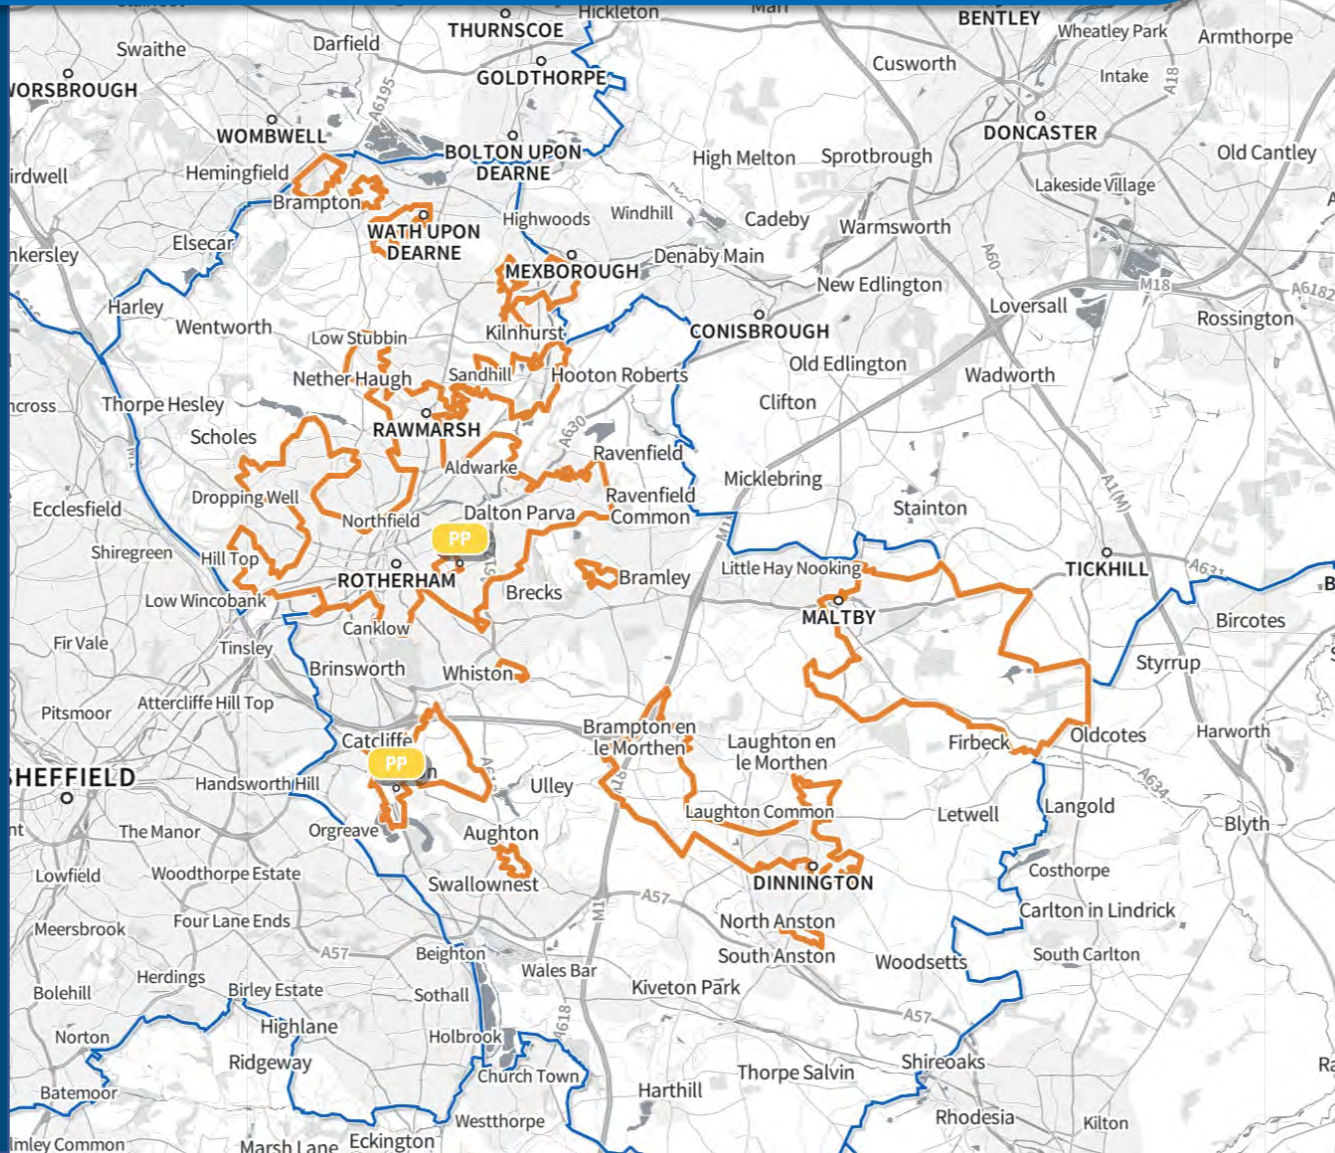 Hickleton
THURNSCOE
BENTLEY
Wheatley Park
Armthorpe
Swaithe
Darfield
Cusworth
GOLDTHORPE
Intake
A18
WORSBROUGH
A6195
WOMBWELL
DONCASTER
BOLTON UPON
DEARNE
High Melton
Sprotbrough
Old Cantley
Hemingfield
Lakeside Village
Brampton
Highwoods
Windhill
Cadeby
Warmsworth
WATH UPON
DEARNE
Elsecar
Denaby Main
A60
MEXBOROUGH
New Edlington
M18
A6182
Harley
Loversall
Rossington
Wentworth
Low Stubbin
Kilnhurst
CONISBROUGH
Old Edlington
Nether Haugh
Sandhill
Hooton Roberts
Wadworth
Thorpe Hesley
Clifton
RAWMARSH
A630
Scholes
Ravenfield
Aldwarke
Micklebring
A1(M)
Dropping Well
Ravenfield
Common
Ecclesfield
Northfield
Dalton Parva
Stainton
PP
Shiregreen
Hill Top
Little Hay Nooking
TICKHILL
A631
ROTHERHAM
Bramley
Brecks
Low Wincobank
MALTBY
Bircotes
Canklow
Fir Vale
Tinsley
Brinsworth
Whiston
Styrrup
Attercliffe Hill Top
Pitsmoor
Brampton en
le Morthen
Catcliffe
Laughton en
le Morthen
Firbeck
Oldcotes
Harworth
PP
SHEFFIELD
Handsworth Hill
Ulley
A634
Laughton Common
Letwell
Langold
The Manor
Orgreave
Aughton
Blyth
Lowfield
Woodthorpe Estate
Swallownest
DINNINGTON
Costhorpe
A57
Meersbrook
Four Lane Ends
North Anston
Carlton in Lindrick
A57
Beighton
South Anston
Woodsetts
South Carlton
Herdings
Wales Bar
Bolehill
Birley Estate
Sothall
Kiveton Park
A57
Norton
Highlane
Holbrook
A618
Ridgeway
Shireoaks
Church Town
Thorpe Salvin
Batemoor
Harthill
Westthorpe
Rhodesia
Kilton
Marsh Lane
Eckington